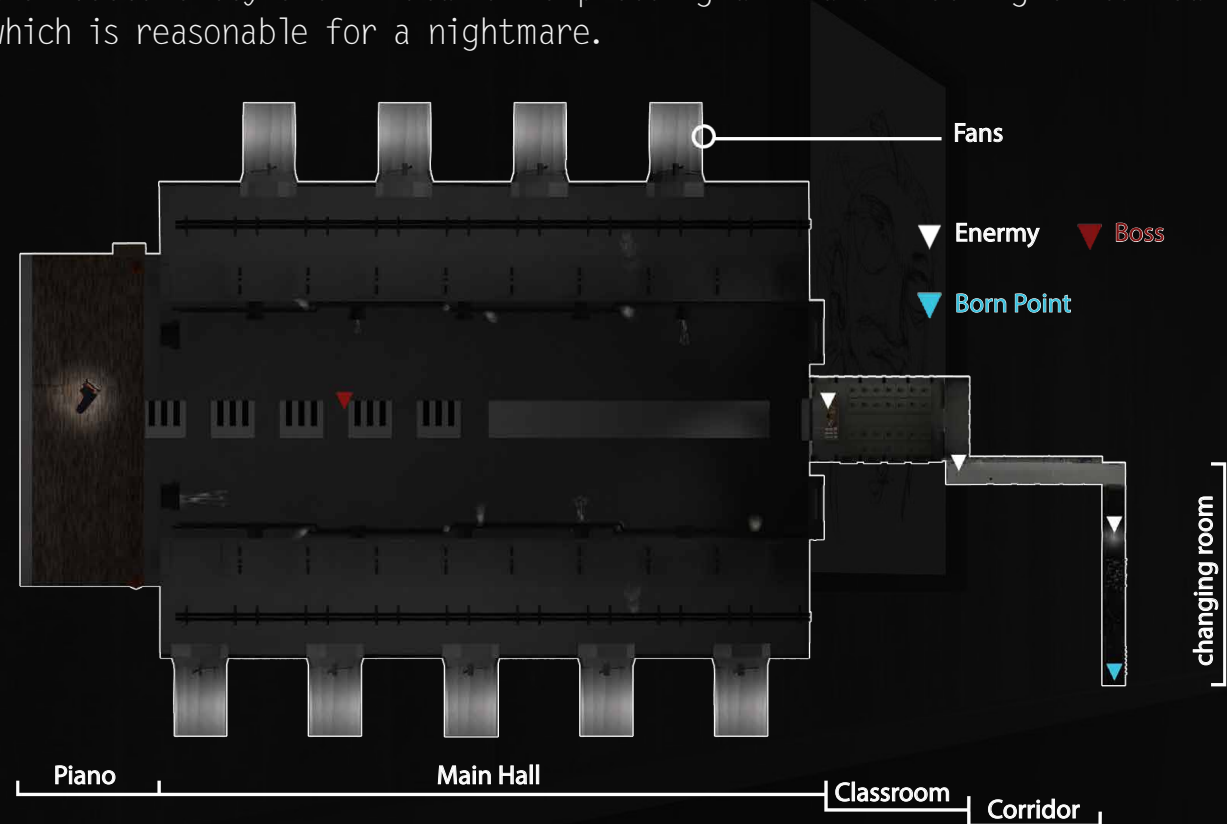 which is reasonable for a nightmare.
Fans
Enermy
Boss
Born Point
changing room
Piano
Main Hall
Classroom
Corridor